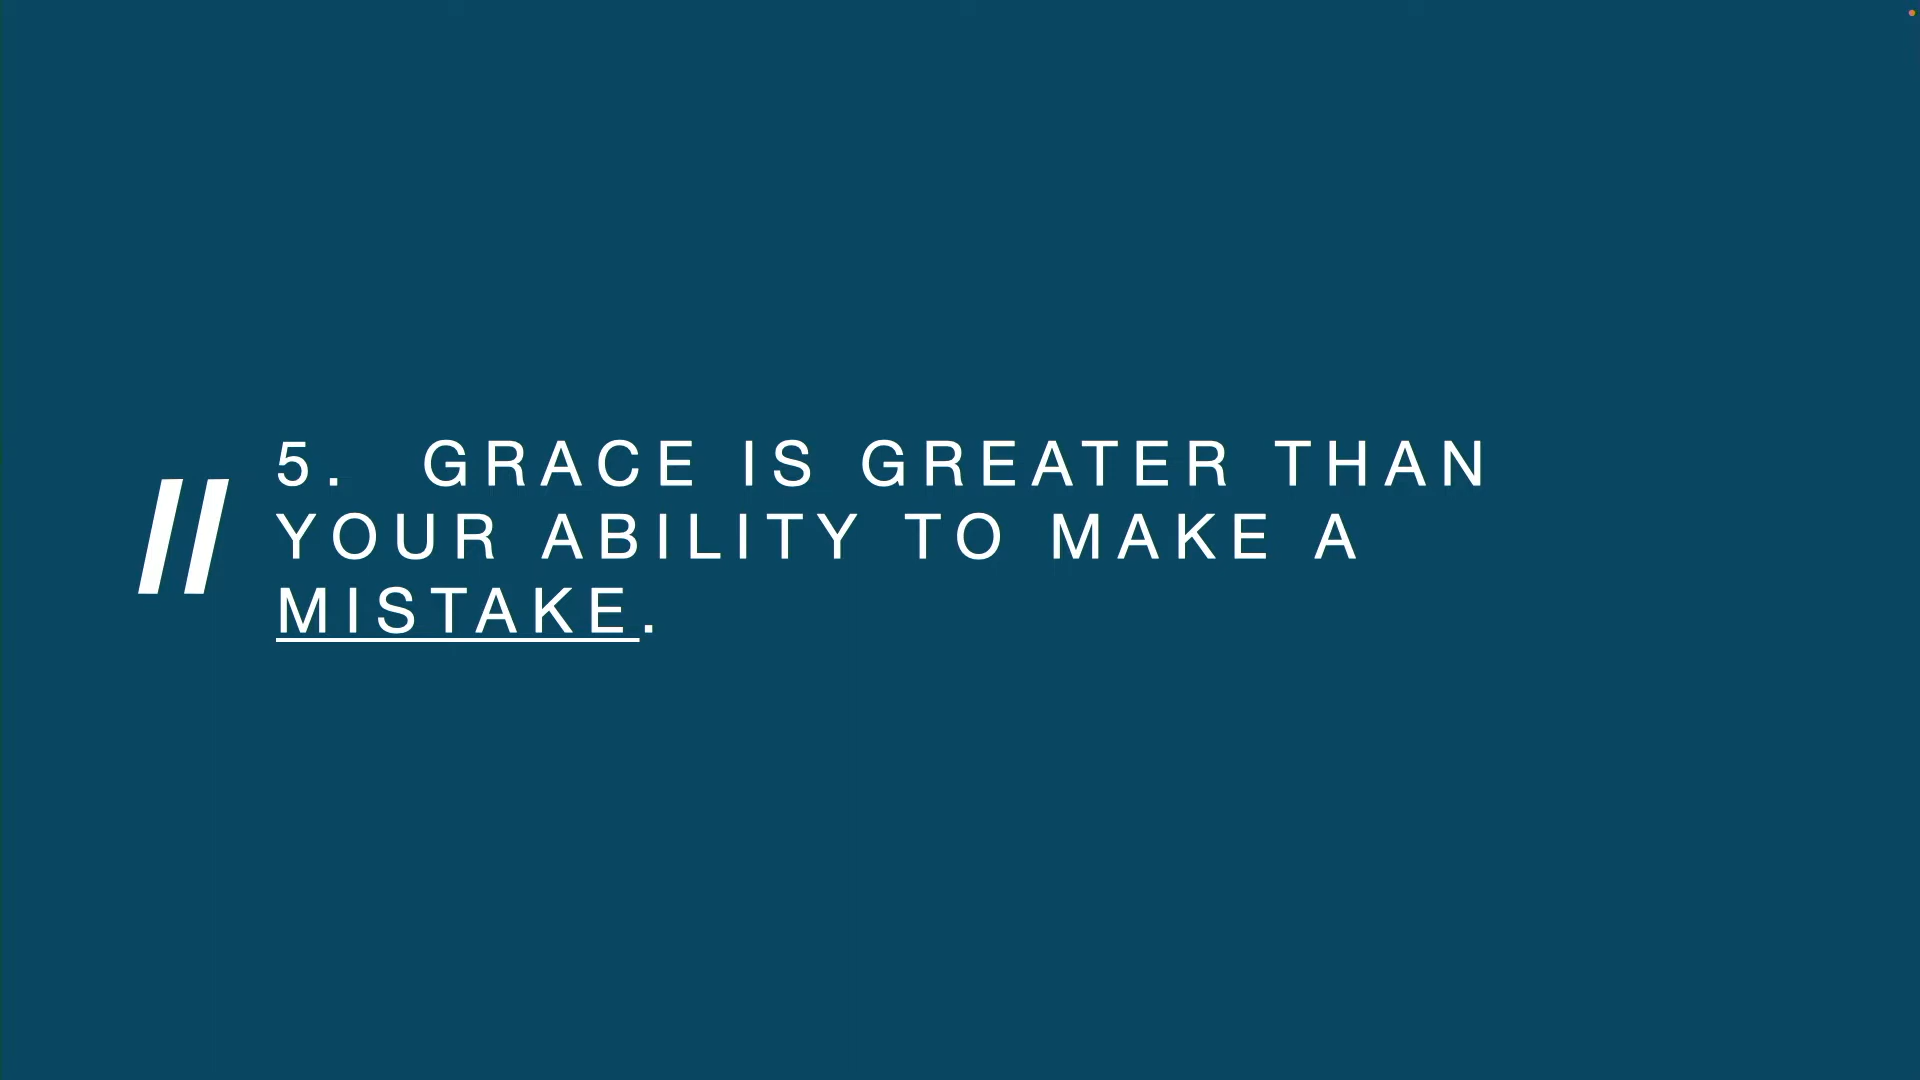 // 5. GRACE IS GREATER THAN
YOUR ABILITY TO MAKE A
MISTAKE.